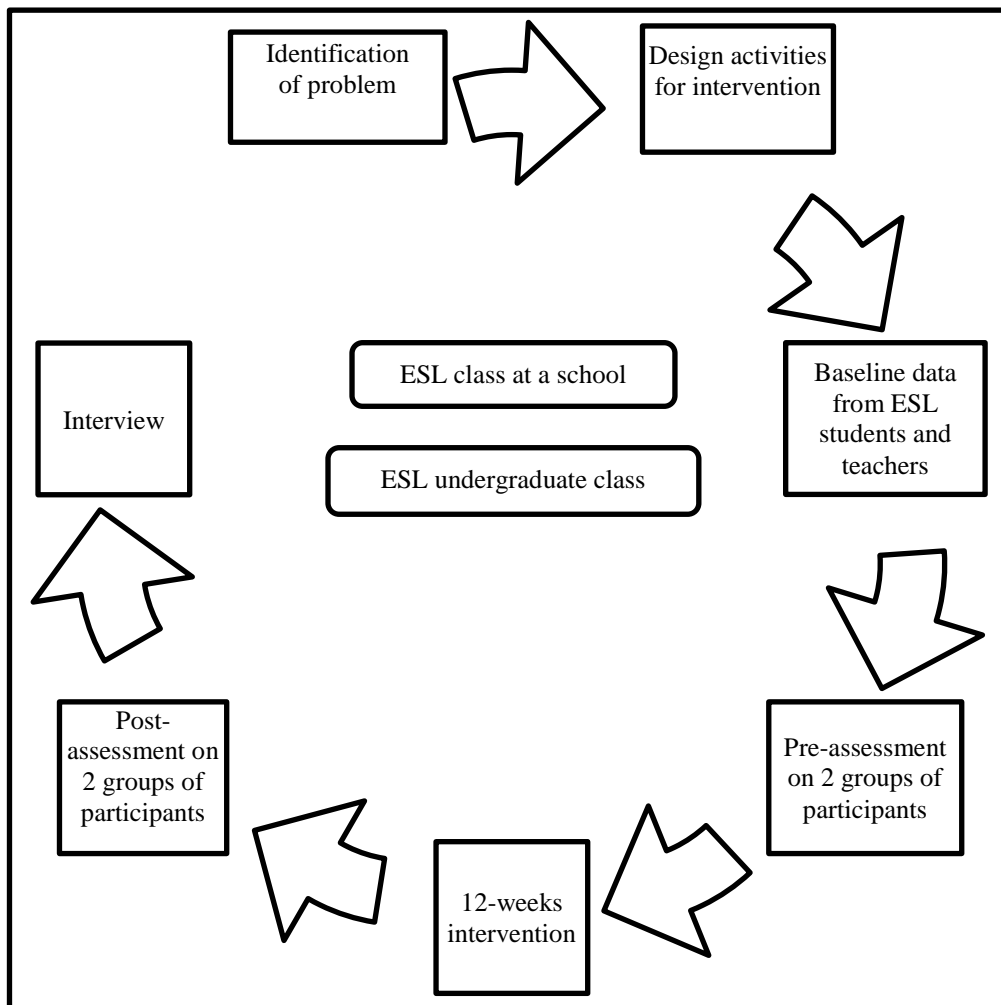 Identification
of problem
Design activities
for intervention
Baseline data
from ESL
students and
teachers
Pre-assessment
on 2 groups of
participants
12-weeks
intervention
Post-
assessment on
2 groups of
participants
Interview
ESL class at a school
ESL undergraduate class